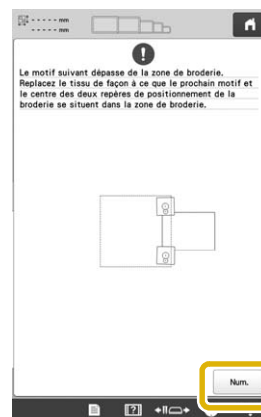 - - - - - mm
- - - - - mm
Le motif suivant dépasse de la zone de broderie.
Replacez le tissu de façon à ce que le prochain motif et
le centre des deux repères de positionnement de la
broderie se situent dans la zone de broderie.
Num.